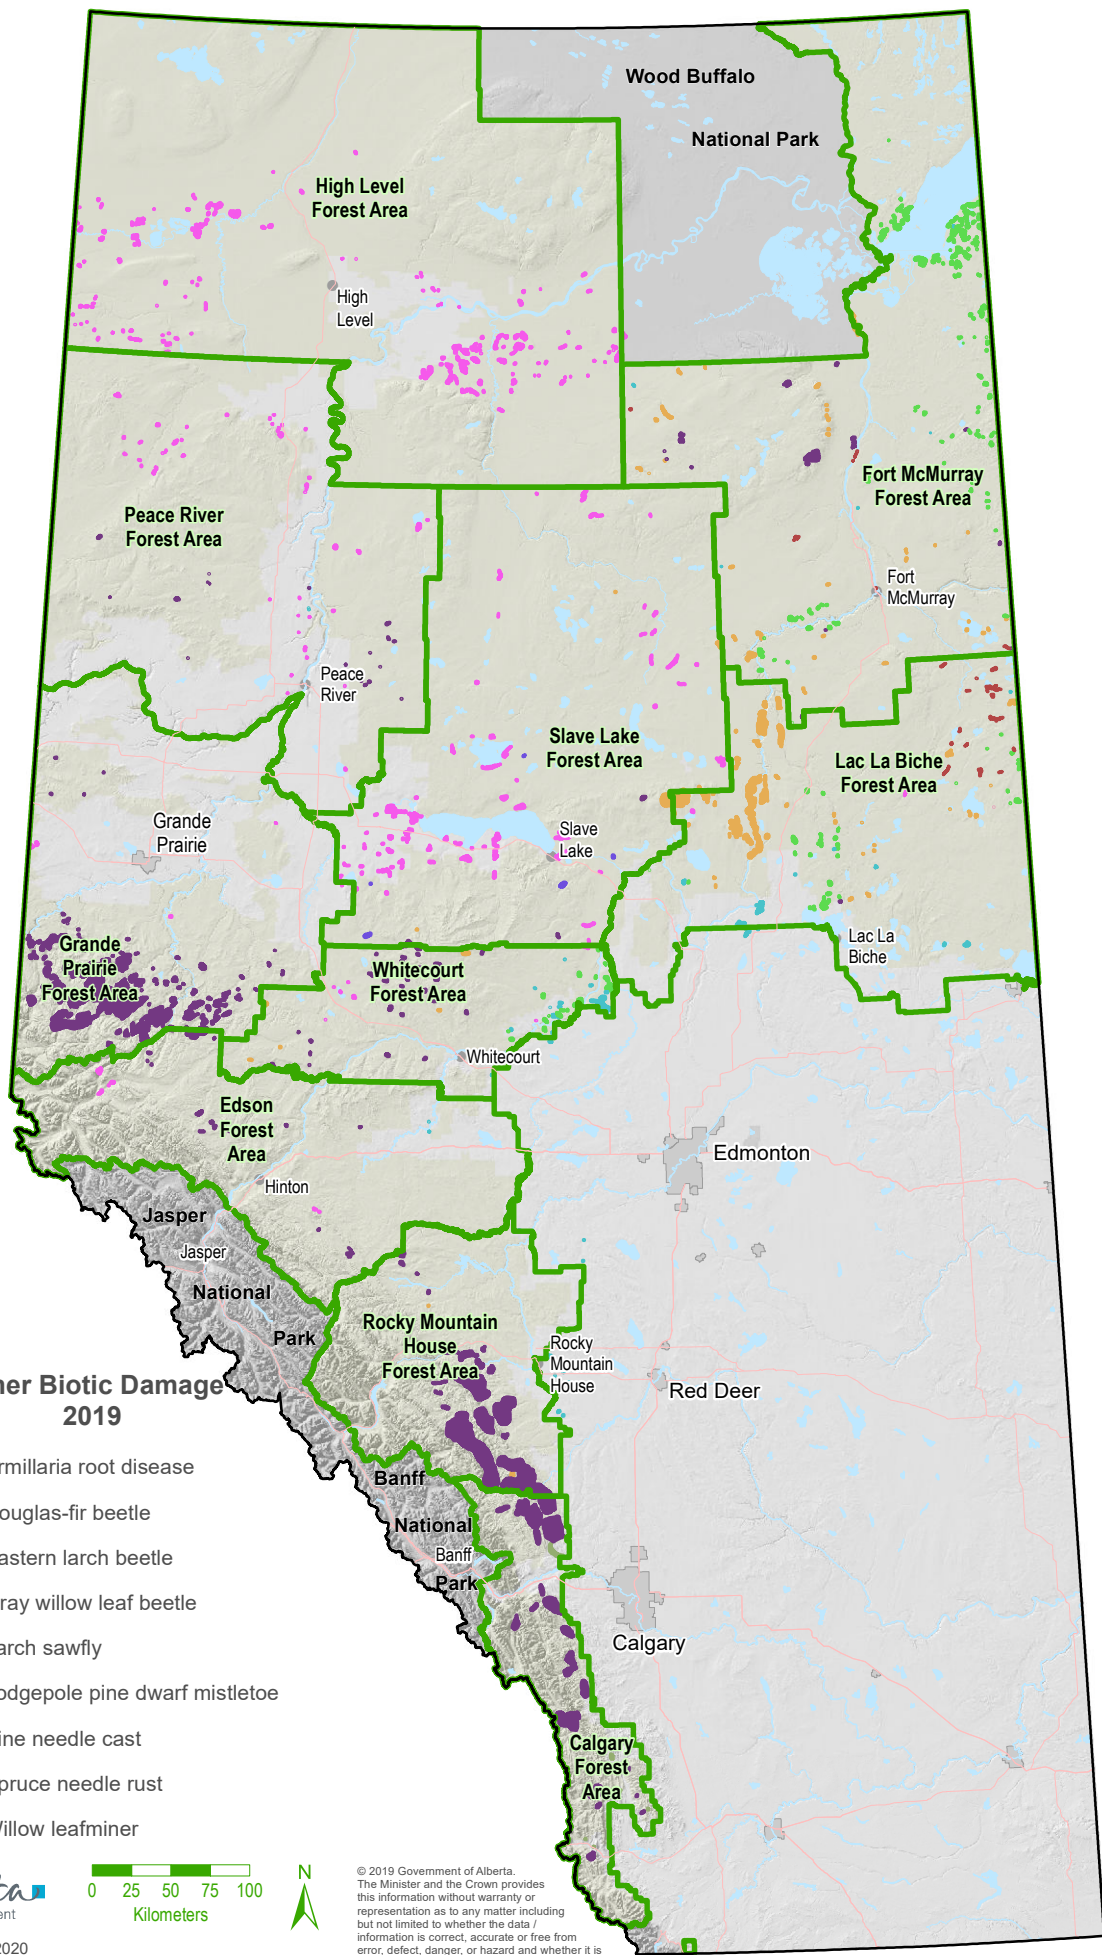 Wood Buffalo
National Park
High Level
Forest Area
High
Level
Fort McMurray
Forest Area
Peace River
Forest Area
Fort
McMurray
Peace
River
Slave Lake
Forest Area
Lac La Biche
Forest Area
Grande
Prairie
Slave
Lake
Lac La
Biche
Grande
Prairie
Forest Area
Whitecourt
Forest Area
Whitecourt
Edson
Forest
Area
Edmonton
Hinton
Jasper
Jasper
National
Park
Rocky Mountain
House
Forest Area
Rocky
Mountain
House
Red Deer
Banff
National
Banff
Park
Calgary
Calgary
Forest
Area
her Biotic Damage
2019
rmillaria root disease
ouglas-fir beetle
astern larch beetle
ray willow leaf beetle
arch sawfly
odgepole pine dwarf mistletoe
ine needle cast
pruce needle rust
Willow leafminer
0 25 50 75 100
Kilometers
N
ent
2020
© 2019 Government of Alberta.
The Minister and the Crown provides
this information without warranty or
representation as to any matter including
but not limited to whether the data /
information is correct, accurate or free from
error, defect, danger, or hazard and whether it is